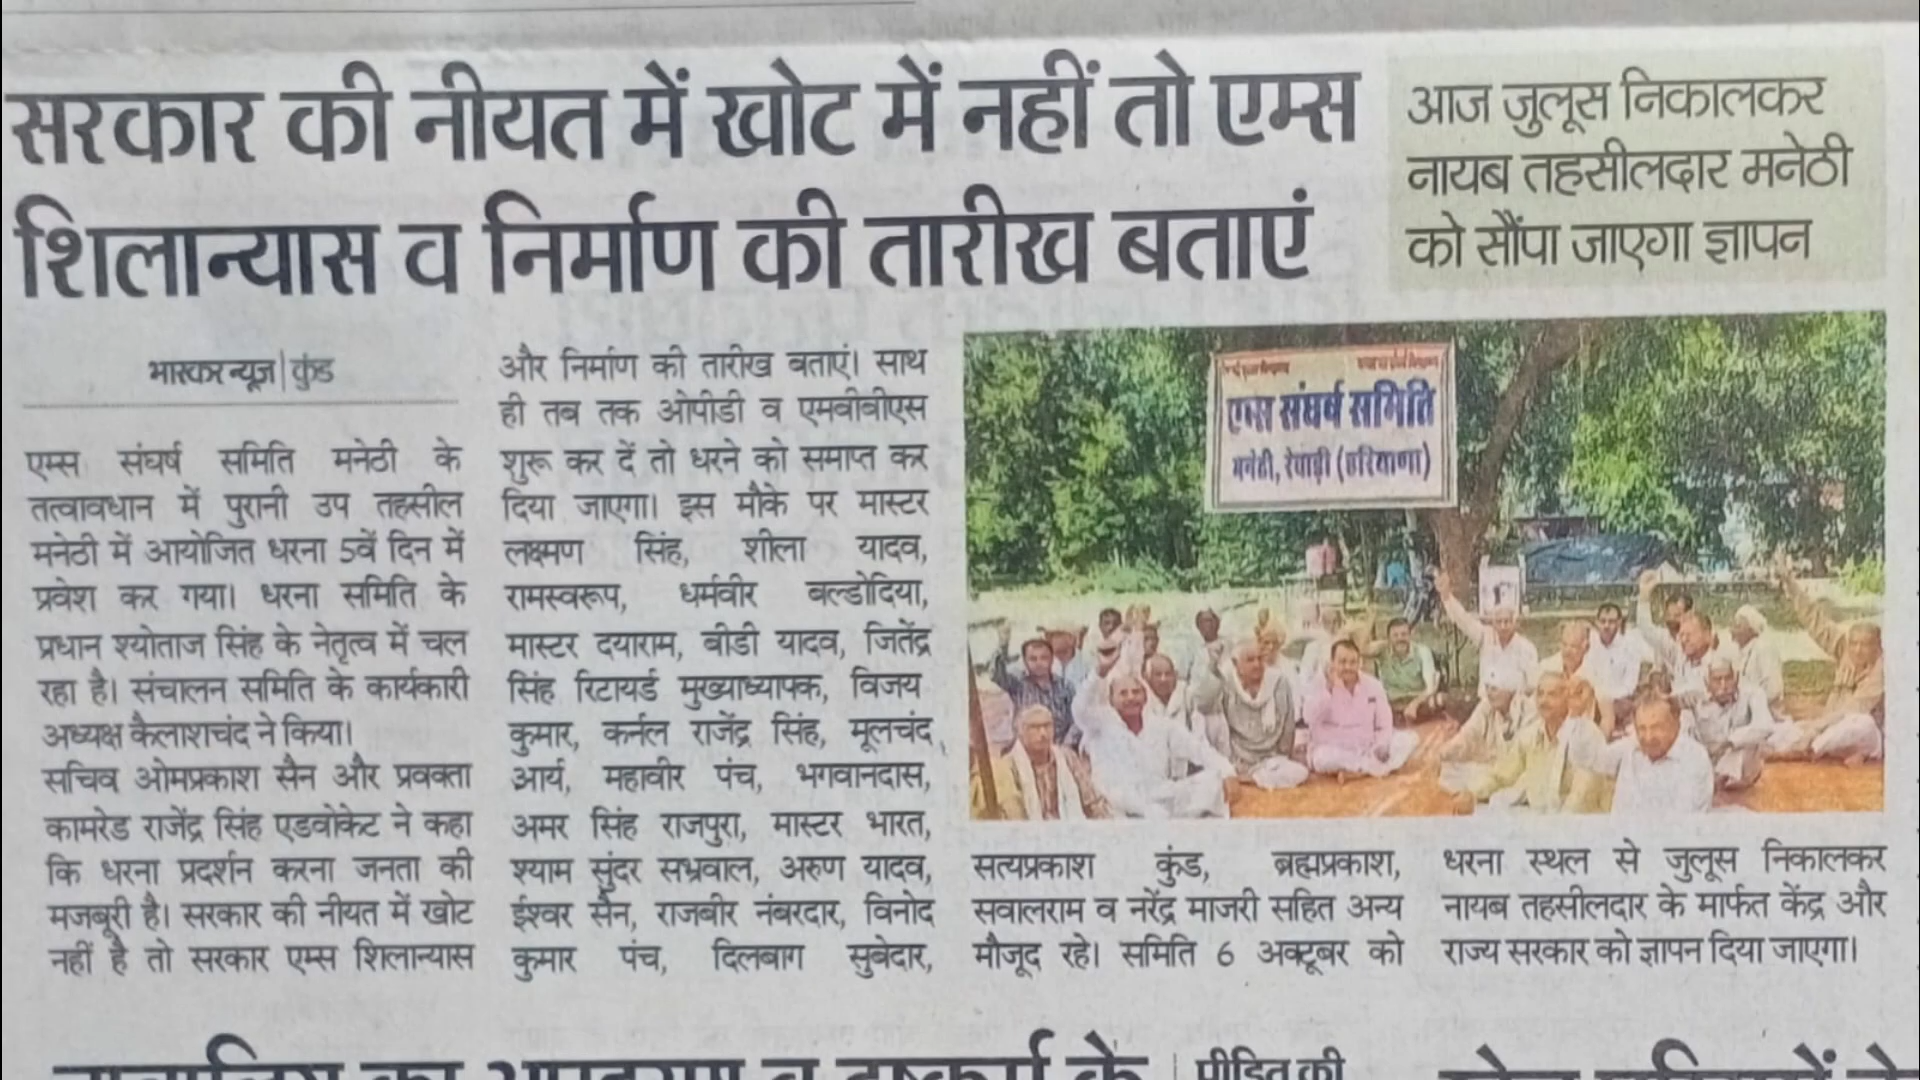 सरकार की नीयत में खोट में नहीं तो एम्स
शिलान्यास व निर्माण की तारीख बताएं
आज जुलूस निकालकर
नायब तहसीलदार मनेठी
को सौंपा जाएगा ज्ञापन
भास्कर न्यूज | कुंड
एम्स संघर्ष समिति मनेठी के
तत्वावधान में पुरानी उप तहसील
मनेठी में आयोजित धरना 5वें दिन में
प्रवेश कर गया। धरना समिति के
प्रधान श्योताज सिंह के नेतृत्व में चल
रहा है। संचालन समिति के कार्यकारी
अध्यक्ष कैलाशचंद ने किया।
सचिव ओमप्रकाश सैन और प्रवक्ता
कामरेड राजेंद्र सिंह एडवोकेट ने कहा
कि धरना प्रदर्शन करना जनता की
मजबूरी है। सरकार की नीयत में खोट
नहीं है तो सरकार एम्स शिलान्यास
और निर्माण की तारीख बताएं। साथ
ही तब तक ओपीडी व एमबीबीएस
शुरू कर दें तो धरने को समाप्त कर
दिया जाएगा। इस मौके पर मास्टर
लक्ष्मण सिंह, शीला यादव,
रामस्वरूप, धर्मवीर बल्डोदिया,
मास्टर दयाराम, बीडी यादव, जितेंद्र
सिंह रिटायर्ड मुख्याध्यापक, विजय
कुमार, कर्नल राजेंद्र सिंह, मूलचंद
आर्य, महावीर पंच, भगवानदास,
अमर सिंह राजपुरा, मास्टर भारत,
श्याम सुंदर सभ्रवाल, अरुण यादव,
ईश्वर सैन, राजबीर नंबरदार, विनोद
कुमार पंच, दिलबाग सुबेदार,
एम्स संघर्ष समिति
मनेठी, रेवाड़ी (हरियाणा)
सत्यप्रकाश कुंड, ब्रह्मप्रकाश,
सवालराम व नरेंद्र माजरी सहित अन्य
मौजूद रहे। समिति 6 अक्टूबर को
धरना स्थल से जुलूस निकालकर
नायब तहसीलदार के मार्फत केंद्र और
राज्य सरकार को ज्ञापन दिया जाएगा।
पीड़ित की